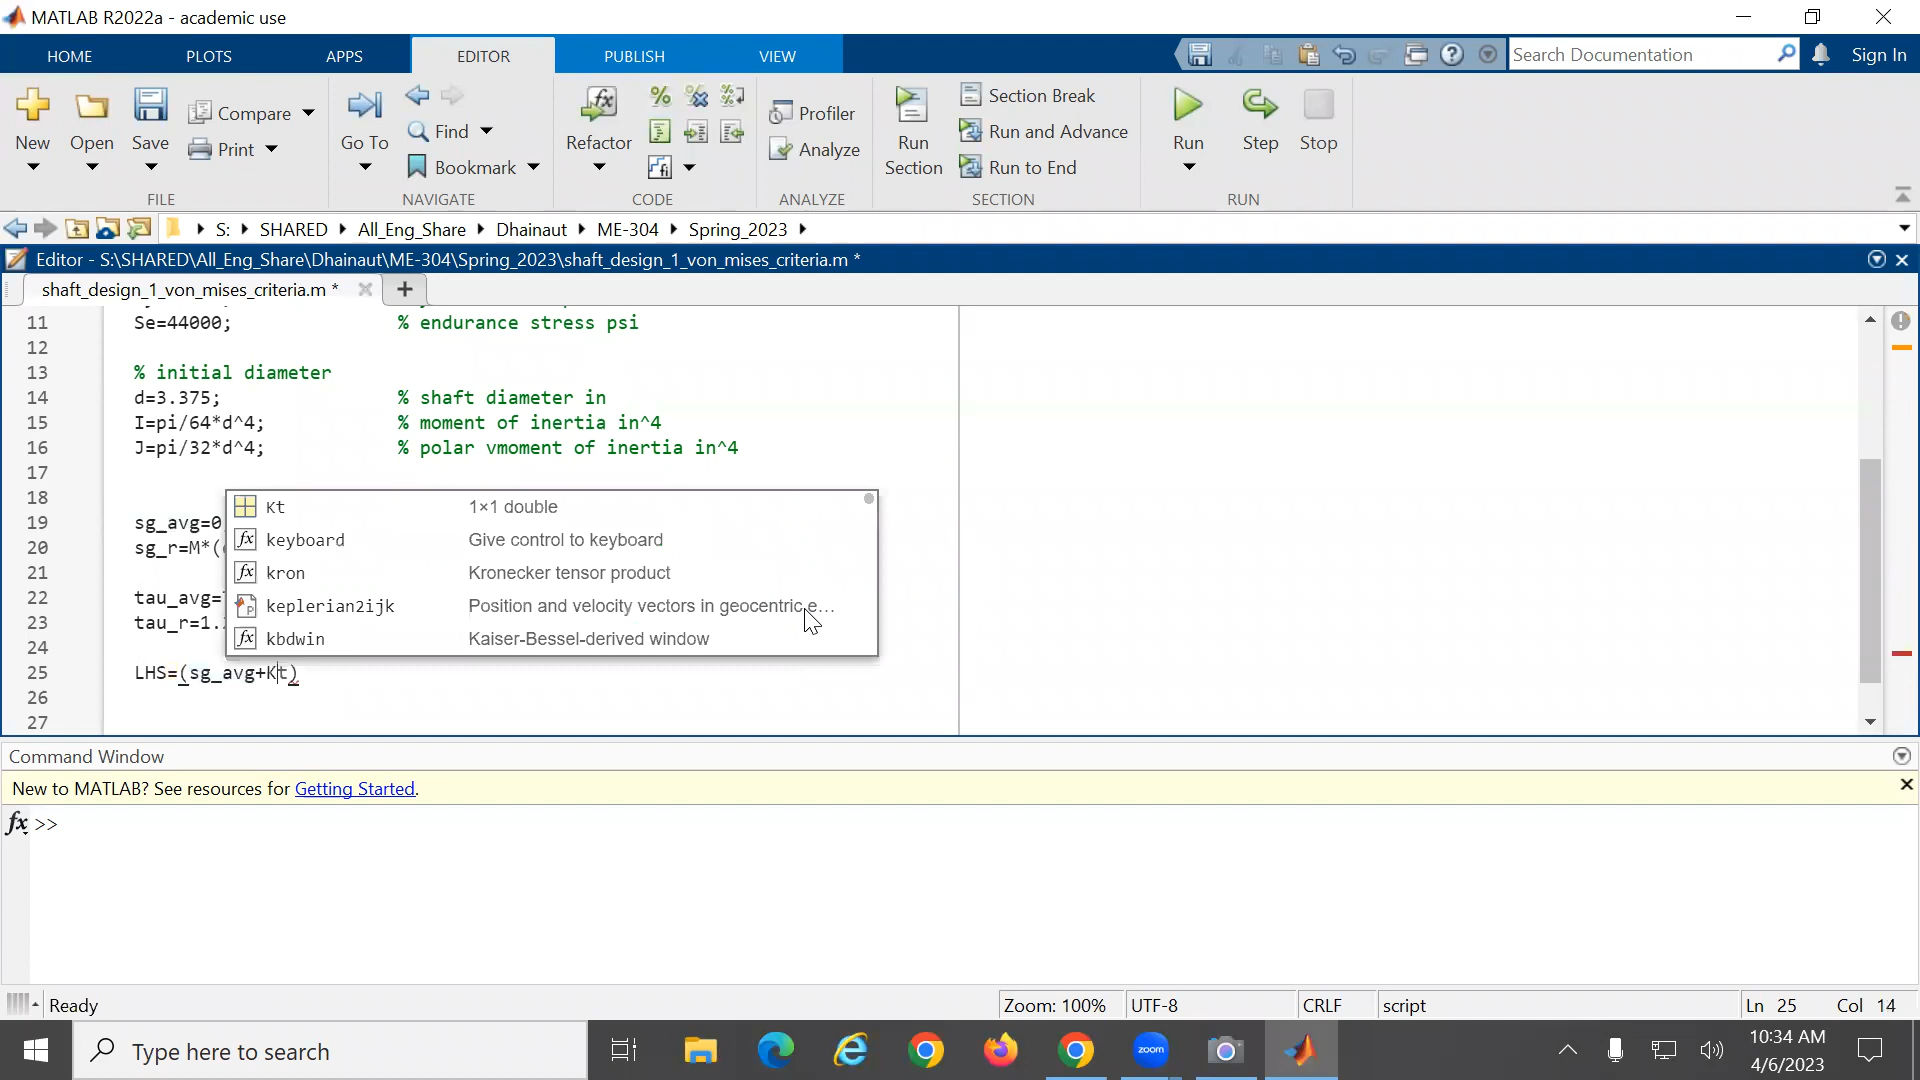 MATLAB R2022a - academic use
HOME PLOTS APPS EDITOR PUBLISH VIEW Search Documentation Sign In
New Open Save Compare Print Go To Find Bookmark Refactor Profiler Analyze Run Section Section Break Run and Advance Run to End Run Step Stop
FILE NAVIGATE CODE ANALYZE SECTION RUN
S: SHARED All_Eng_Share Dhainaut ME-304 Spring_2023
Editor - S:\SHARED\All_Eng_Share\Dhainaut\ME-304\Spring_2023\shaft_design_1_von_mises_criteria.m *
shaft_design_1_von_mises_criteria.m *
11 Se=44000; % endurance stress psi
12
13 % initial diameter
14 d=3.375; % shaft diameter in
15 I=pi/64*d^4; % moment of inertia in^4
16 J=pi/32*d^4; % polar vmoment of inertia in^4
17
18
Kt 1×1 double
19 sg_avg=0
keyboard Give control to keyboard
20 sg_r=M*(
kron Kronecker tensor product
21
22 tau_avg=
keplerian2ijk Position and velocity vectors in geocentric e...
23 tau_r=1.
kbdwin Kaiser-Bessel-derived window
24
25 LHS=(sg_avg+Kt)
26
27
Command Window
New to MATLAB? See resources for Getting Started.
fx >>
Ready Zoom: 100% UTF-8 CRLF script Ln 25 Col 14
Type here to search zoom 10:34 AM
4/6/2023